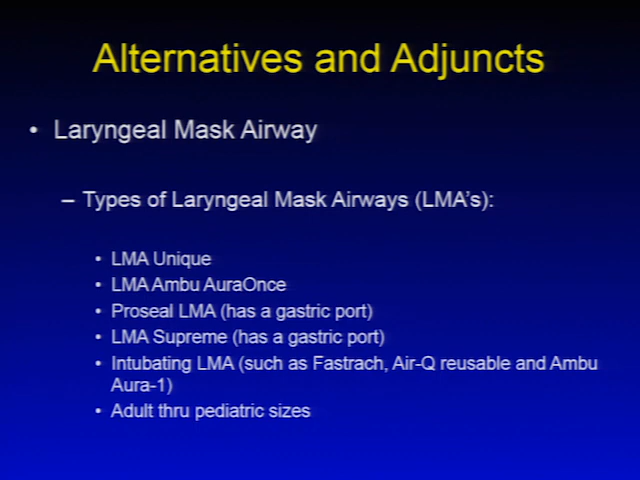 Alternatives and Adjuncts
• Laryngeal Mask Airway
– Types of Laryngeal Mask Airways (LMA's):
• LMA Unique
• LMA Ambu AuraOnce
• Proseal LMA (has a gastric port)
• LMA Supreme (has a gastric port)
• Intubating LMA (such as Fastrach, Air-Q reusable and Ambu
Aura-1)
• Adult thru pediatric sizes